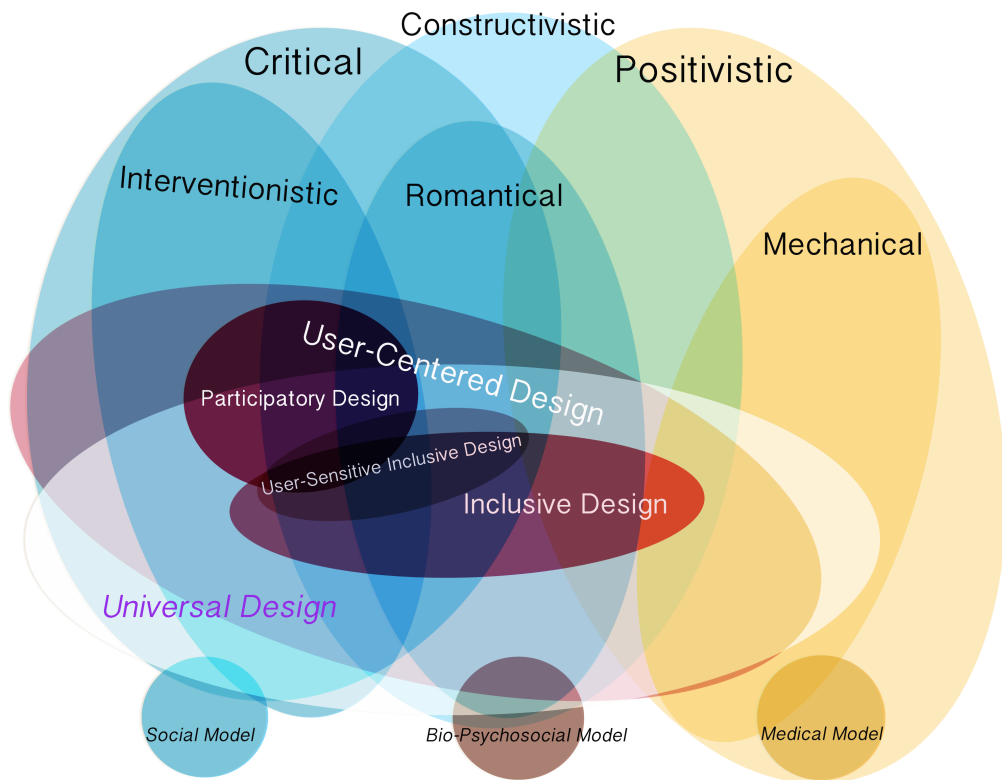 Constructivistic
Critical
Positivistic
Interventionistic
Romantical
Mechanical
User-Centered Design
Participatory Design
User-Sensitive Inclusive Design
Inclusive Design
Universal Design
Social Model
Bio-Psychosocial Model
Medical Model